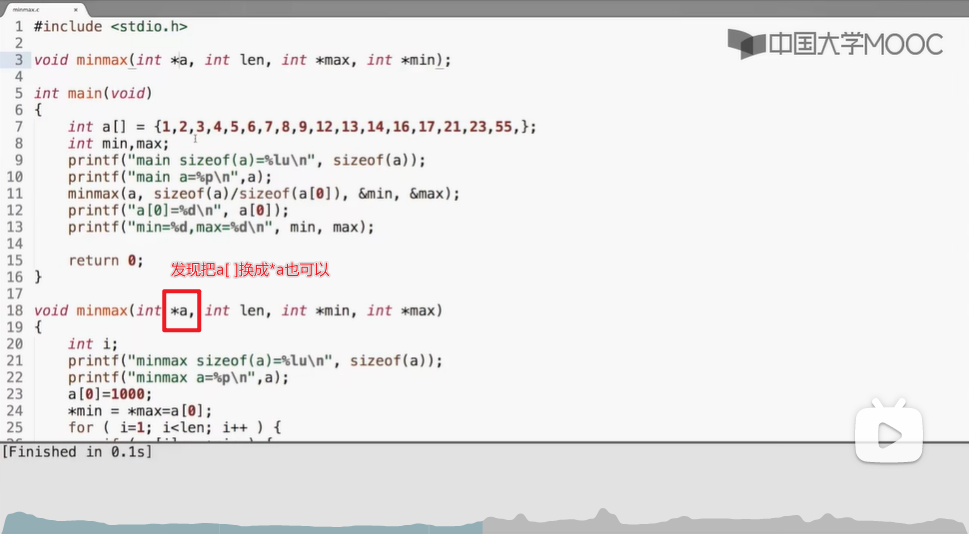 minmax.c ×
1 #include <stdio.h>
中国大学MOOC
2
3 void minmax(int *a, int len, int *max, int *min);
4
5 int main(void)
6 {
7 int a[] = {1,2,3,4,5,6,7,8,9,12,13,14,16,17,21,23,55,};
8 int min,max;
9 printf("main sizeof(a)=%lu\n", sizeof(a));
10 printf("main a=%p\n",a);
11 minmax(a, sizeof(a)/sizeof(a[0]), &min, &max);
12 printf("a[0]=%d\n", a[0]);
13 printf("min=%d,max=%d\n", min, max);
14
15 return 0;
发现把a[ ]换成*a也可以
16 }
17
18 void minmax(int *a, int len, int *min, int *max)
19 {
20 int i;
21 printf("minmax sizeof(a)=%lu\n", sizeof(a));
22 printf("minmax a=%p\n",a);
23 a[0]=1000;
24 *min = *max=a[0];
25 for ( i=1; i<len; i++ ) {
[Finished in 0.1s]